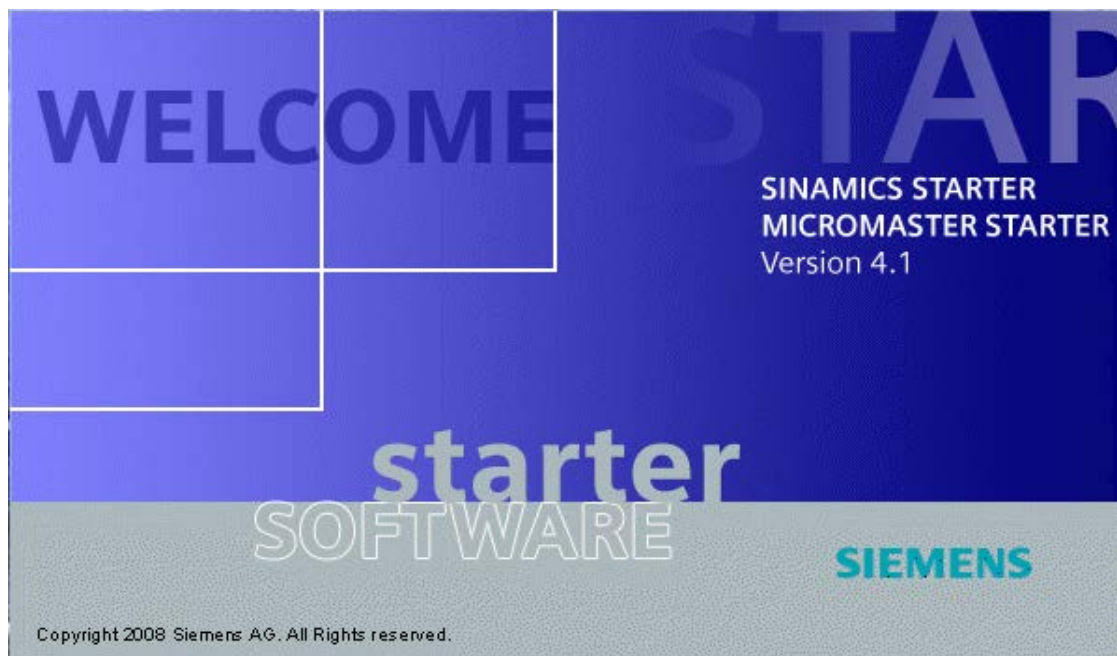 STAR
WELCOME
SINAMICS STARTER
MICROMASTER STARTER
Version 4.1
starter
SOFTWARE
SIEMENS
Copyright 2008 Siemens AG. All Rights reserved.